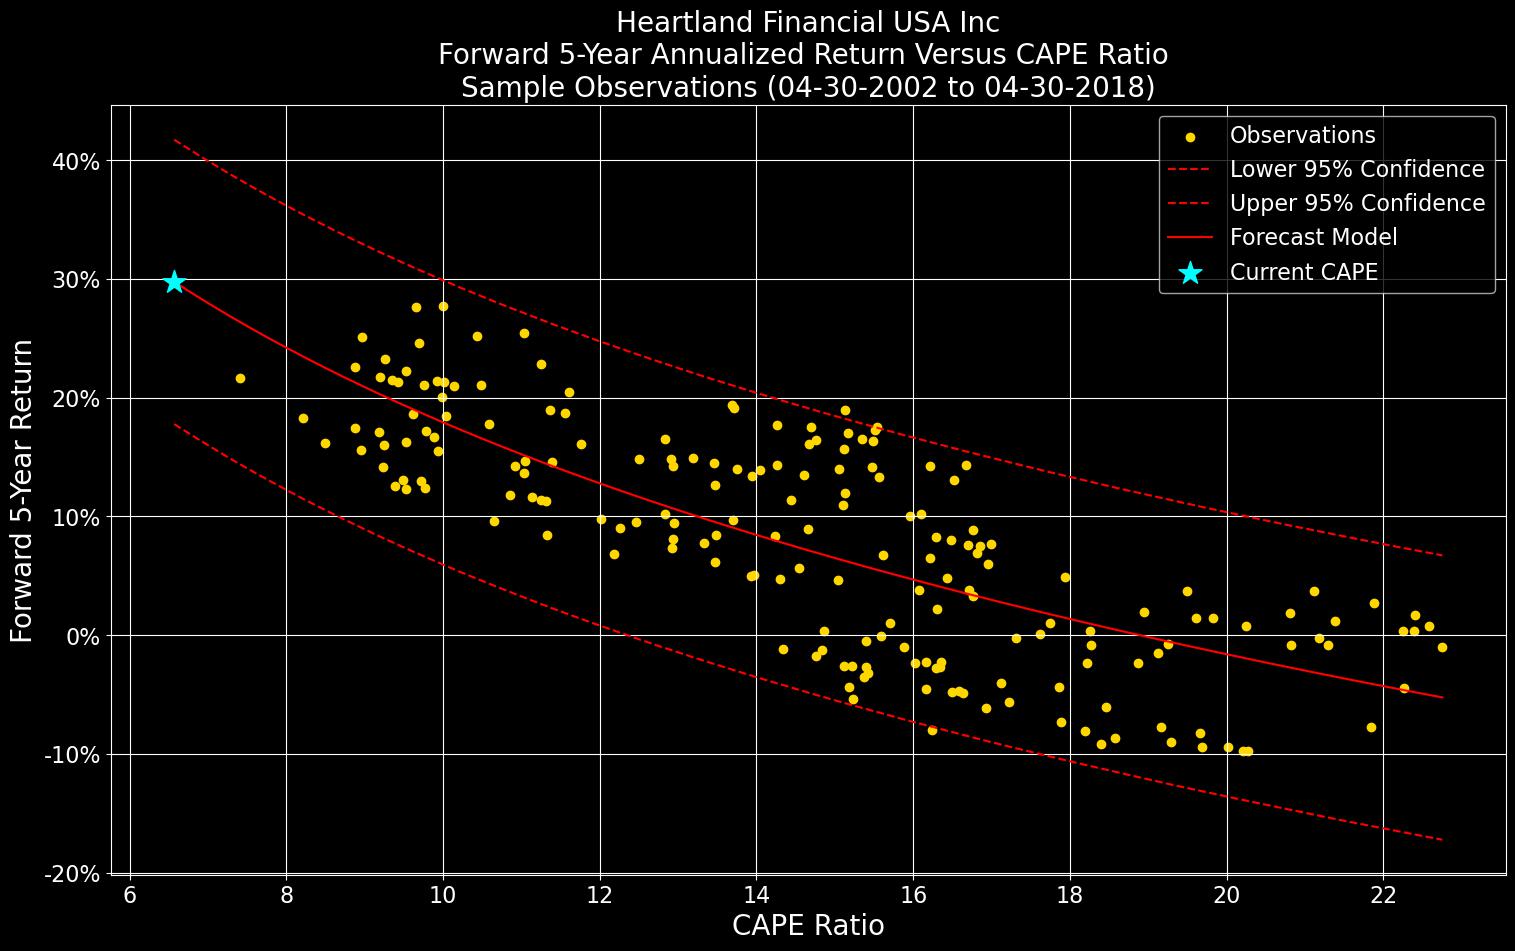 Heartland Financial USA Inc
Forward 5-Year Annualized Return Versus CAPE Ratio
Sample Observations (04-30-2002 to 04-30-2018)
Observations
Lower 95% Confidence
Upper 95% Confidence
Forecast Model
Current CAPE
Forward 5-Year Return
40%
30%
20%
10%
0%
-10%
-20%
6 8 10 12 14 16 18 20 22
CAPE Ratio